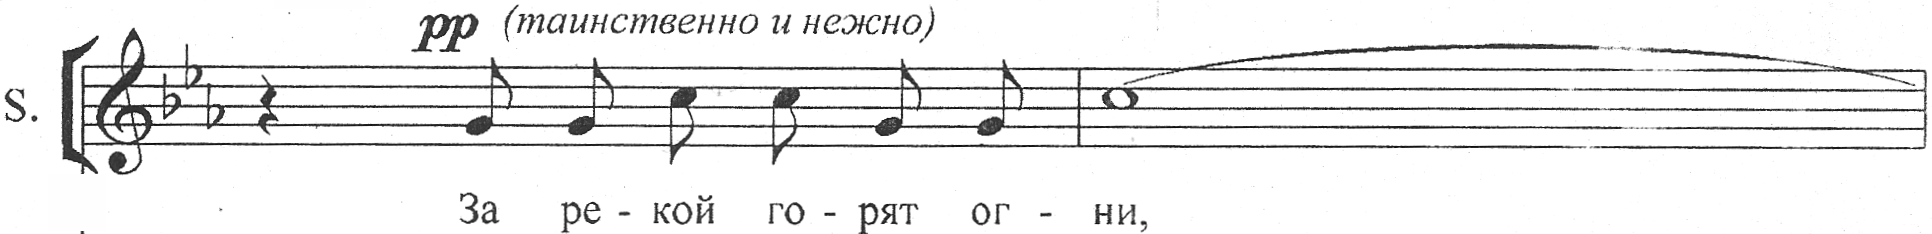 pp (таинственно и нежно)
S.
За ре - кой го - рят ог - ни,